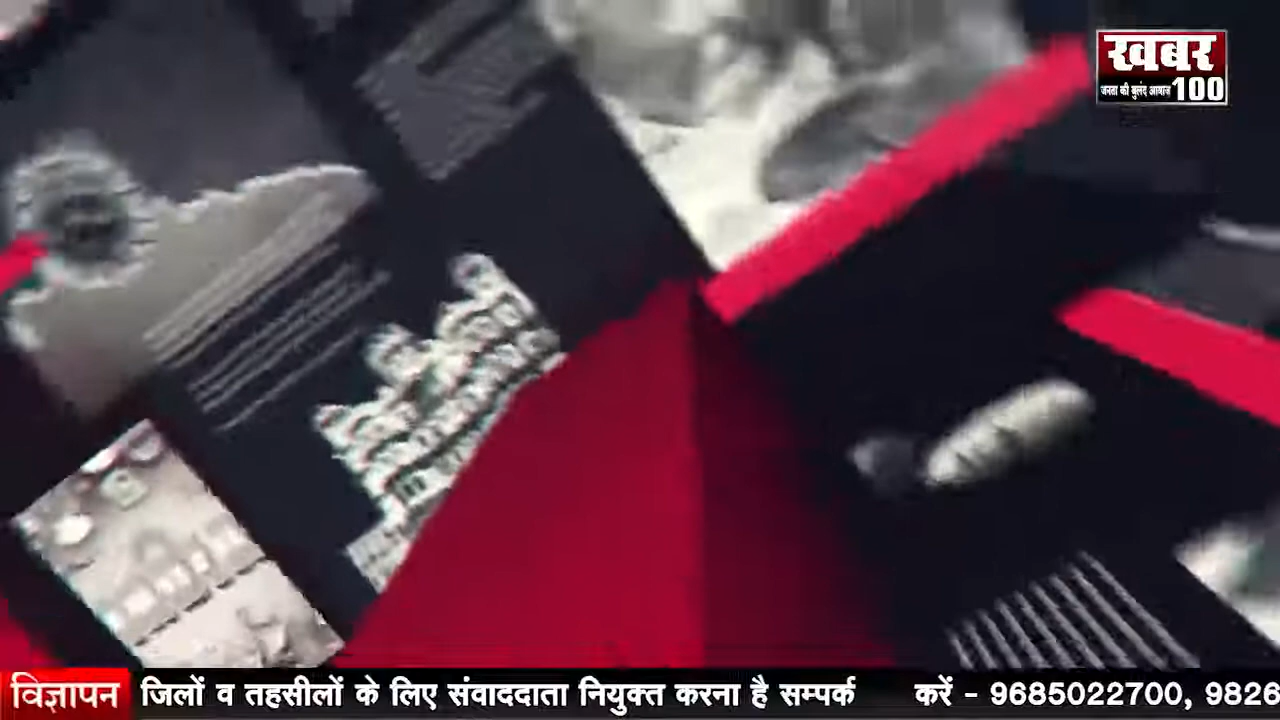 खबर
जनता की बुलंद आवाज 100
विज्ञापन जिलों व तहसीलों के लिए संवाददाता नियुक्त करना है सम्पर्क करें - 9685022700, 9826